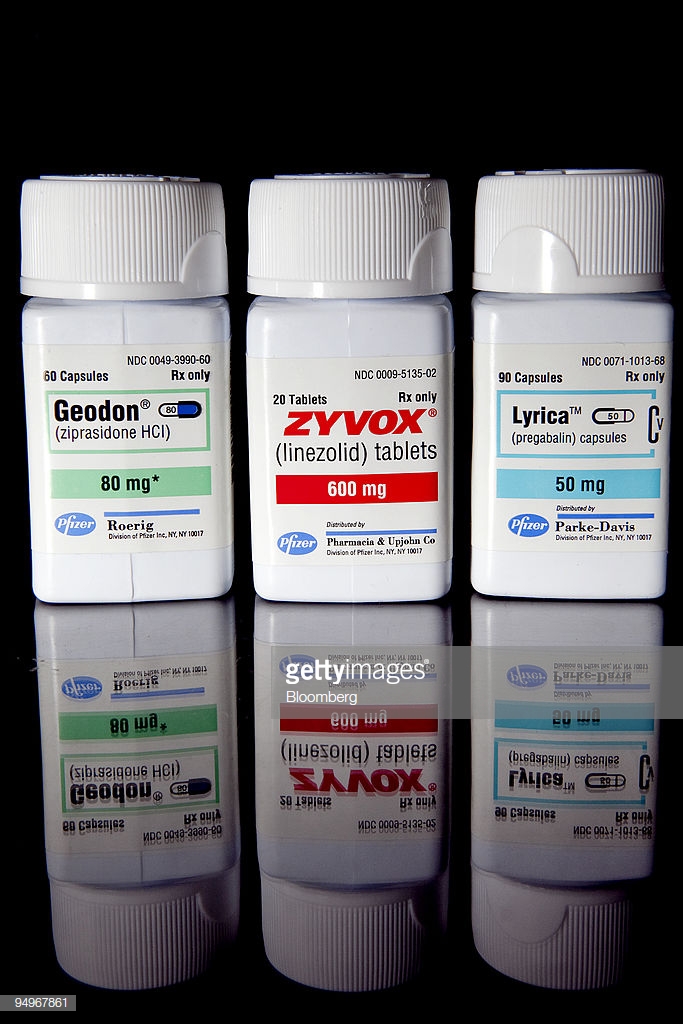 NDC 0049-3990-60
60 Capsules Rx only
Geodon® 80
(ziprasidone HCl)
80 mg*
Pfizer Roerig
Division of Pfizer Inc, NY, NY 10017
NDC 0009-5135-02
20 Tablets Rx only
ZYVOX®
(linezolid) tablets
600 mg
Distributed by
Pfizer Pharmacia & Upjohn Co
Division of Pfizer Inc, NY, NY 10017
NDC 0071-1013-68
90 Capsules Rx only
Lyrica™ 50 CV
(pregabalin) capsules
50 mg
Distributed by
Pfizer Parke-Davis
Division of Pfizer Inc, NY, NY 10017
gettyimages®
Bloomberg
94967861